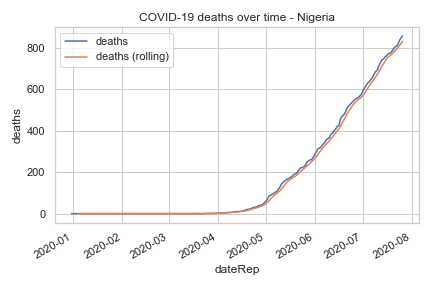 COVID-19 deaths over time - Nigeria
deaths
deaths (rolling)
800
600
400
200
0
deaths
2020-01
2020-02
2020-03
2020-04
2020-05
2020-06
2020-07
2020-08
dateRep